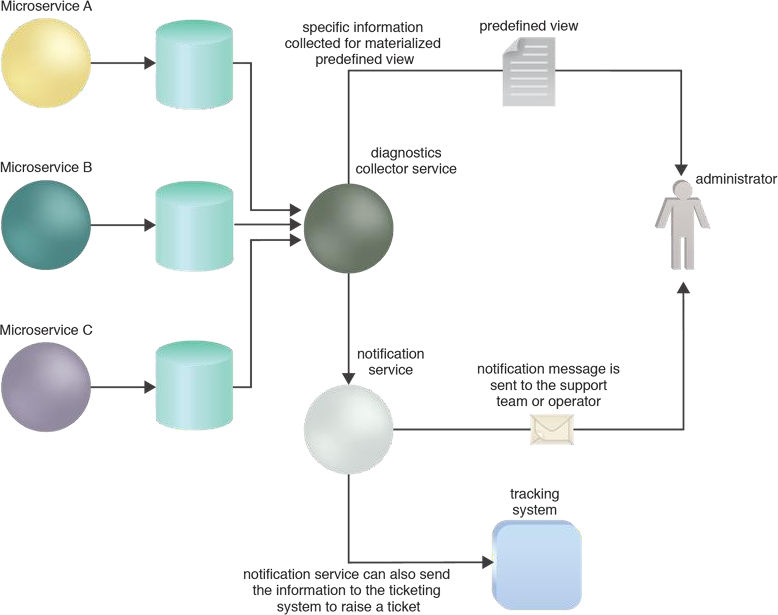 Microservice A
specific information
collected for materialized
predefined view
predefined view
Microservice B
diagnostics
collector service
administrator
Microservice C
notification
service
notification message is
sent to the support
team or operator
tracking
system
notification service can also send
the information to the ticketing
system to raise a ticket